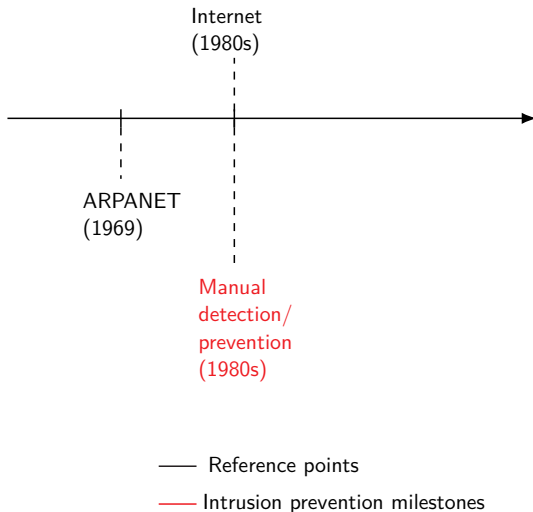 Internet
(1980s)
ARPANET
(1969)
Manual
detection/
prevention
(1980s)
Reference points
Intrusion prevention milestones